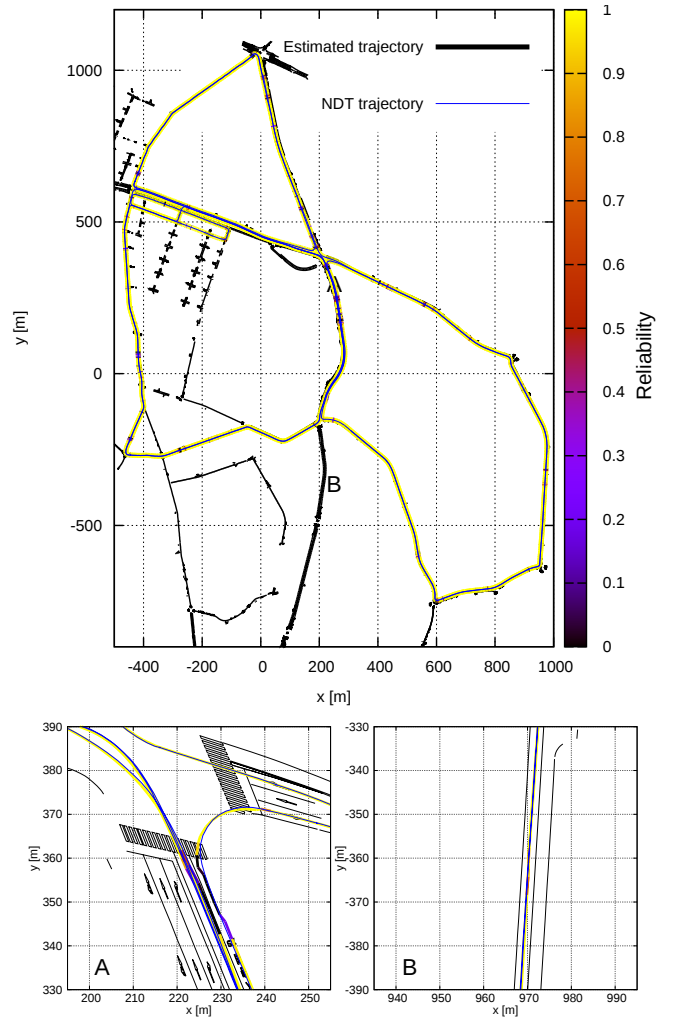 Estimated trajectory
NDT trajectory
1000
500
0
-500
y [m]
-400 -200 0 200 400 600 800 1000
x [m]
B
1
0.9
0.8
0.7
0.6
0.5
0.4
0.3
0.2
0.1
0
Reliability
390
380
370
360
350
340
330
y [m]
200 210 220 230 240 250
x [m]
A
-330
-340
-350
-360
-370
-380
-390
y [m]
940 950 960 970 980 990
x [m]
B